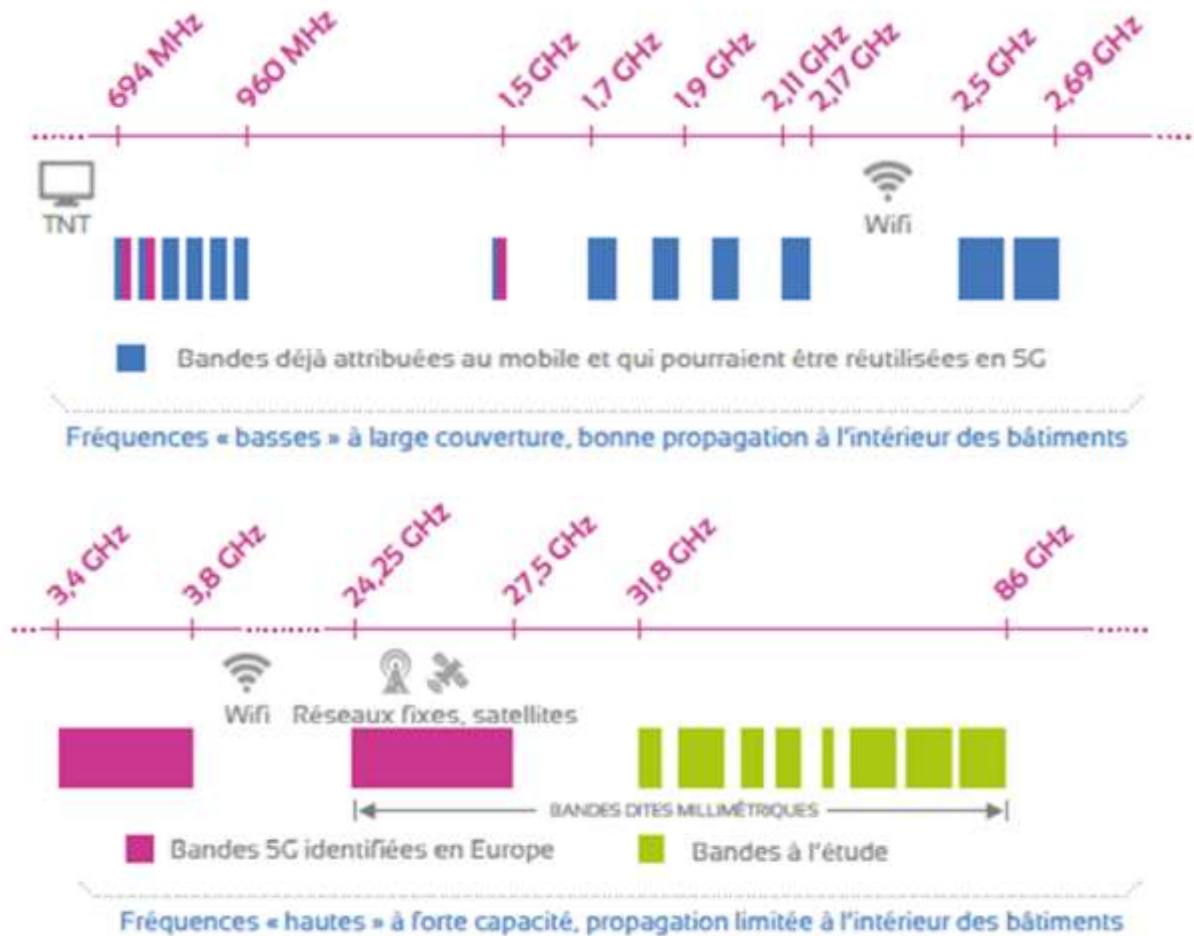 694 MHz
960 MHz
1,5 GHz
1,7 GHz
1,9 GHz
2,11 GHz
2,17 GHz
2,5 GHz
2,69 GHz
TNT
Wifi
Bandes déjà attribuées au mobile et qui pourraient être réutilisées en 5G
Fréquences « basses » à large couverture, bonne propagation à l'intérieur des bâtiments
3,4 GHz
3,8 GHz
24,25 GHz
27,5 GHz
31,8 GHz
86 GHz
Wifi
Réseaux fixes, satellites
BANDES DITES MILLIMÉTRIQUES
Bandes 5G identifiées en Europe
Bandes à l'étude
Fréquences « hautes » à forte capacité, propagation limitée à l'intérieur des bâtiments